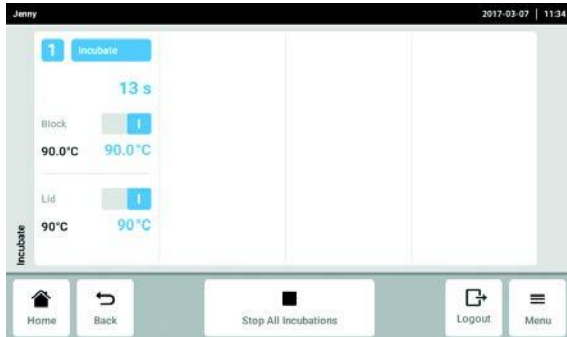 Jenny 2017-03-07 | 11:34
1 Incubate
13 s
Block I
90.0°C 90.0°C
Lid I
90°C 90°C
Incubate
Home Back Stop All Incubations Logout Menu